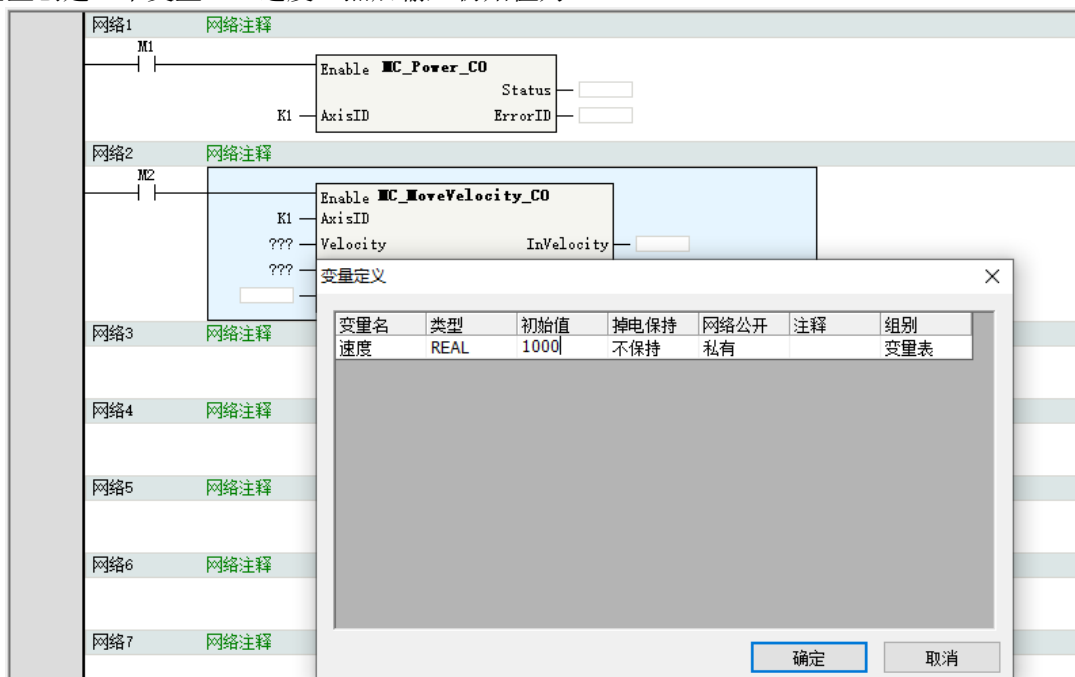 网络1 网络注释
M1
Enable MC_Power_CO
Status
K1 AxisID ErrorID
网络2 网络注释
M2
Enable MC_MoveVelocity_CO
K1 AxisID
??? Velocity InVelocity
???
变量定义
变量名 类型 初始值 掉电保持 网络公开 注释 组别
速度 REAL 1000 不保持 私有 变量表
网络3 网络注释
网络4 网络注释
网络5 网络注释
网络6 网络注释
网络7 网络注释
确定 取消